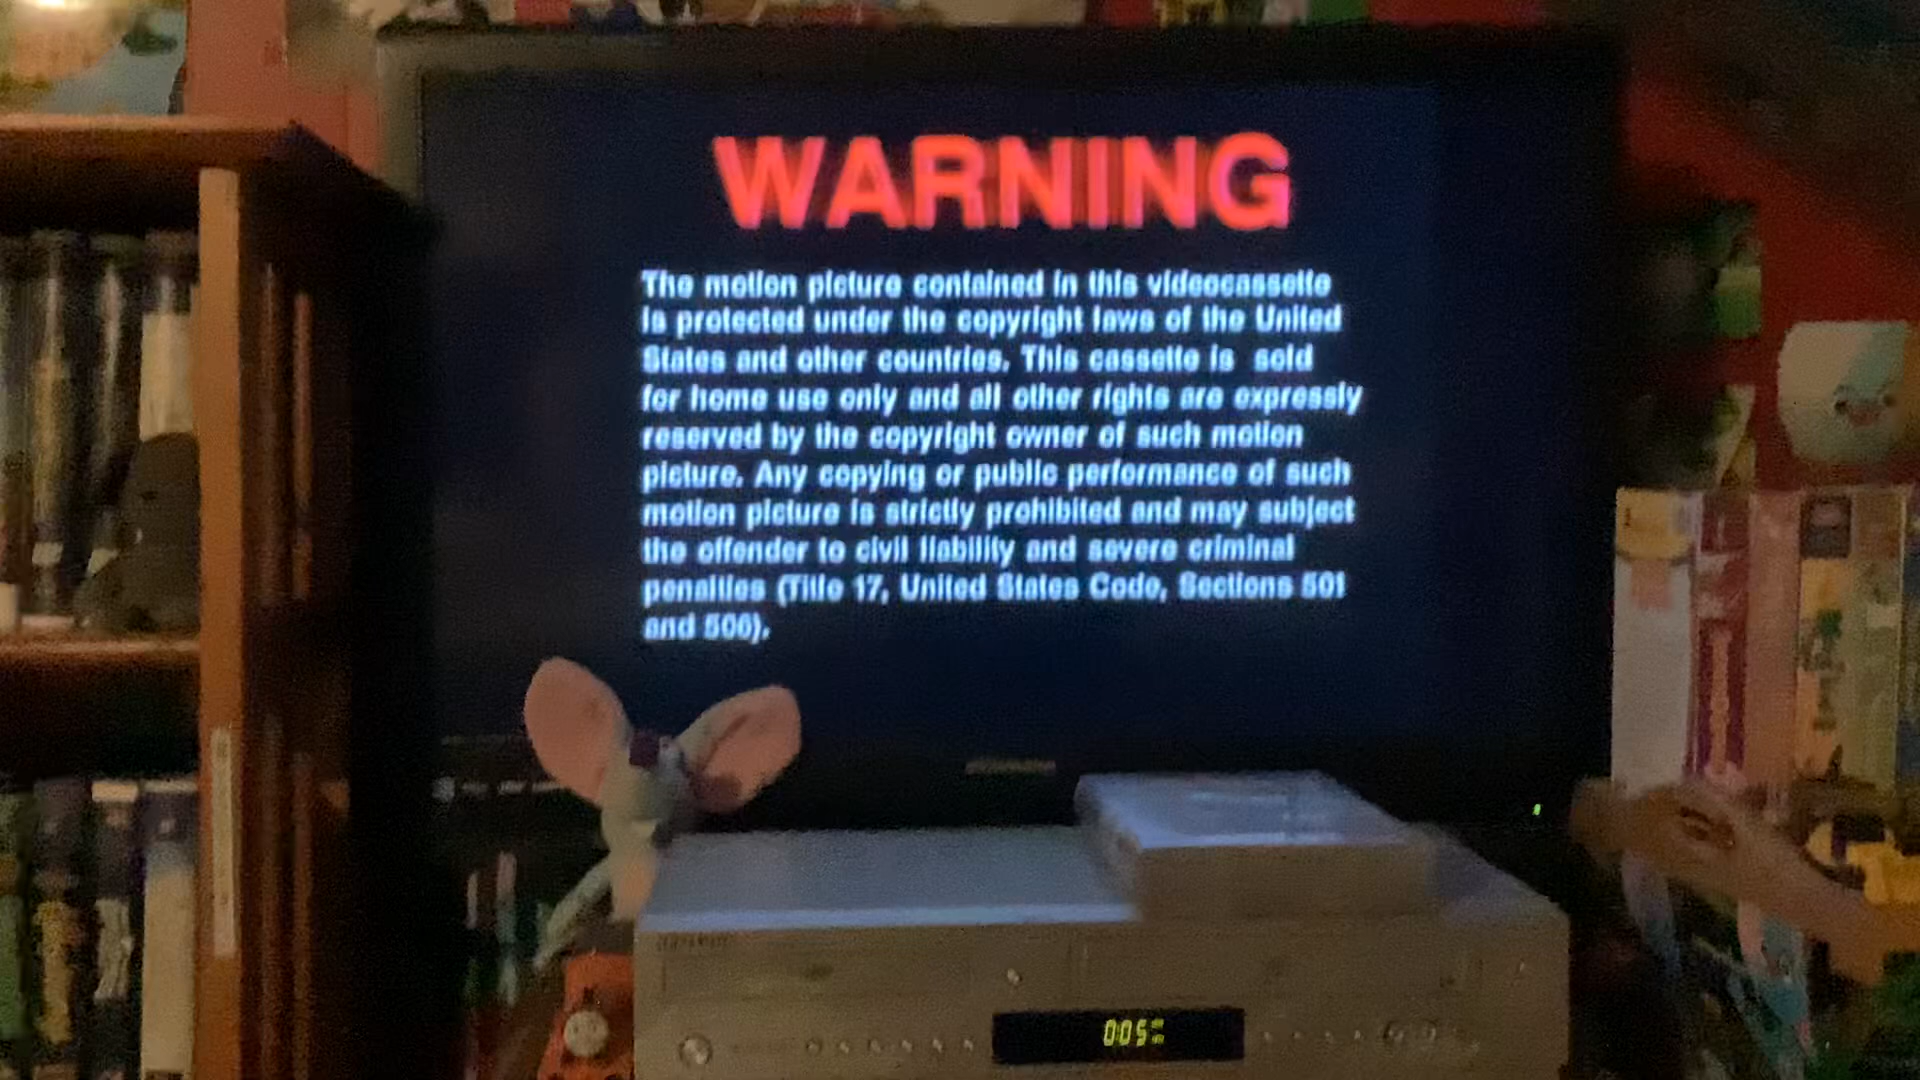 WARNING
The motion picture contained in this videocassette
is protected under the copyright laws of the United
States and other countries. This cassette is sold
for home use only and all other rights are expressly
reserved by the copyright owner of such motion
picture. Any copying or public performance of such
motion picture is strictly prohibited and may subject
the offender to civil liability and severe criminal
penalties (Title 17, United States Code, Sections 501
and 506).